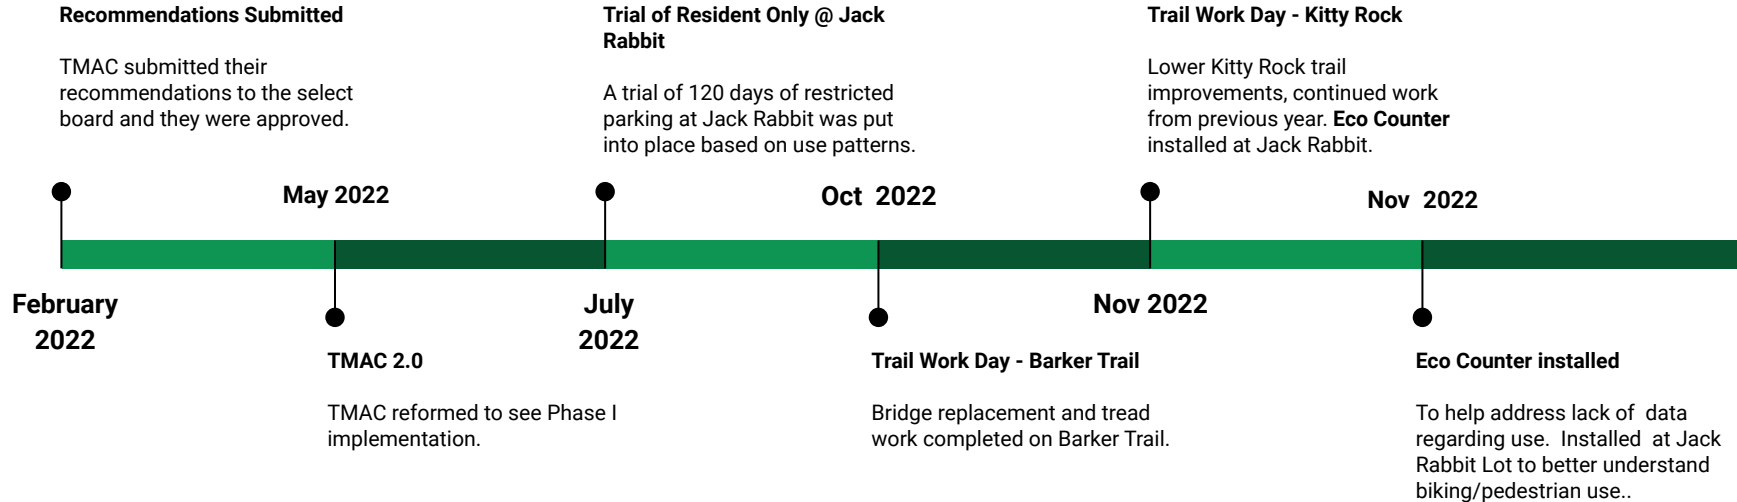 Recommendations Submitted
TMAC submitted their
recommendations to the select
board and they were approved.
Trial of Resident Only @ Jack
Rabbit
A trial of 120 days of restricted
parking at Jack Rabbit was put
into place based on use patterns.
Trail Work Day - Kitty Rock
Lower Kitty Rock trail
improvements, continued work
from previous year. Eco Counter
installed at Jack Rabbit.
May 2022
Oct 2022
Nov 2022
February
2022
July
2022
Nov 2022
TMAC 2.0
TMAC reformed to see Phase I
implementation.
Trail Work Day - Barker Trail
Bridge replacement and tread
work completed on Barker Trail.
Eco Counter installed
To help address lack of data
regarding use. Installed at Jack
Rabbit Lot to better understand
biking/pedestrian use..